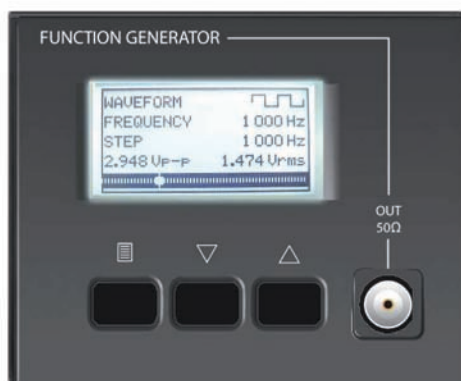 FUNCTION GENERATOR
WAVEFORM
FREQUENCY 1 000 Hz
STEP 1 000 Hz
2.948 Vp-p 1.474 Vrms
OUT
50Ω